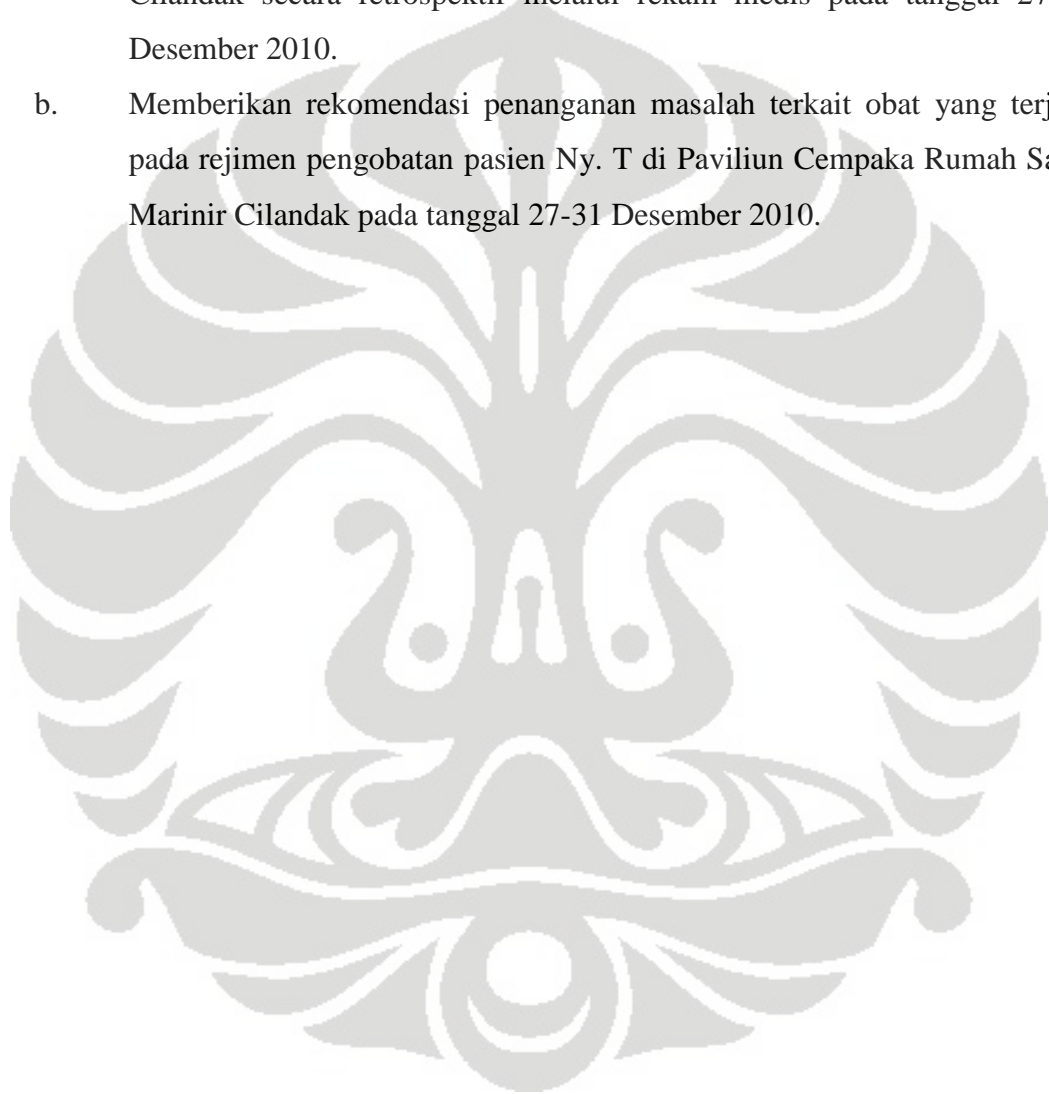 Cilandak secara retrospektif melalui rekam medis pada tanggal 27
Desember 2010.
b. Memberikan rekomendasi penanganan masalah terkait obat yang terj
pada rejimen pengobatan pasien Ny. T di Paviliun Cempaka Rumah Sa
Marinir Cilandak pada tanggal 27-31 Desember 2010.